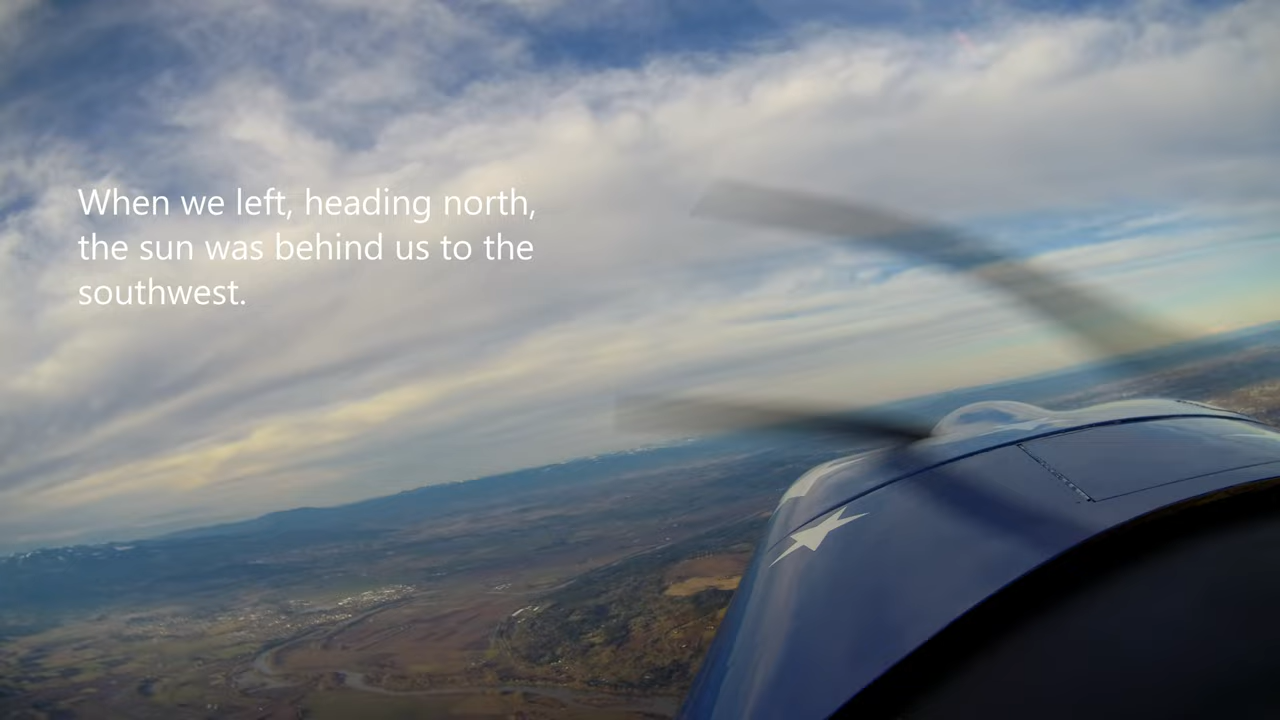 When we left, heading north,
the sun was behind us to the
southwest.